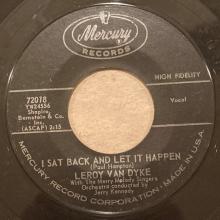 Mercury
RECORDS
HIGH FIDELITY
72078
YW24556
Shapiro,
Bernstein & Co.
Inc.
(ASCAP) 2:15
Vocal
I SAT BACK AND LET IT HAPPEN
(Paul Hampton)
LEROY VAN DYKE
With The Merry Melody Singers
Orchestra conducted by
Jerry Kennedy
MERCURY RECORD CORPORATION MADE IN U.S.A.